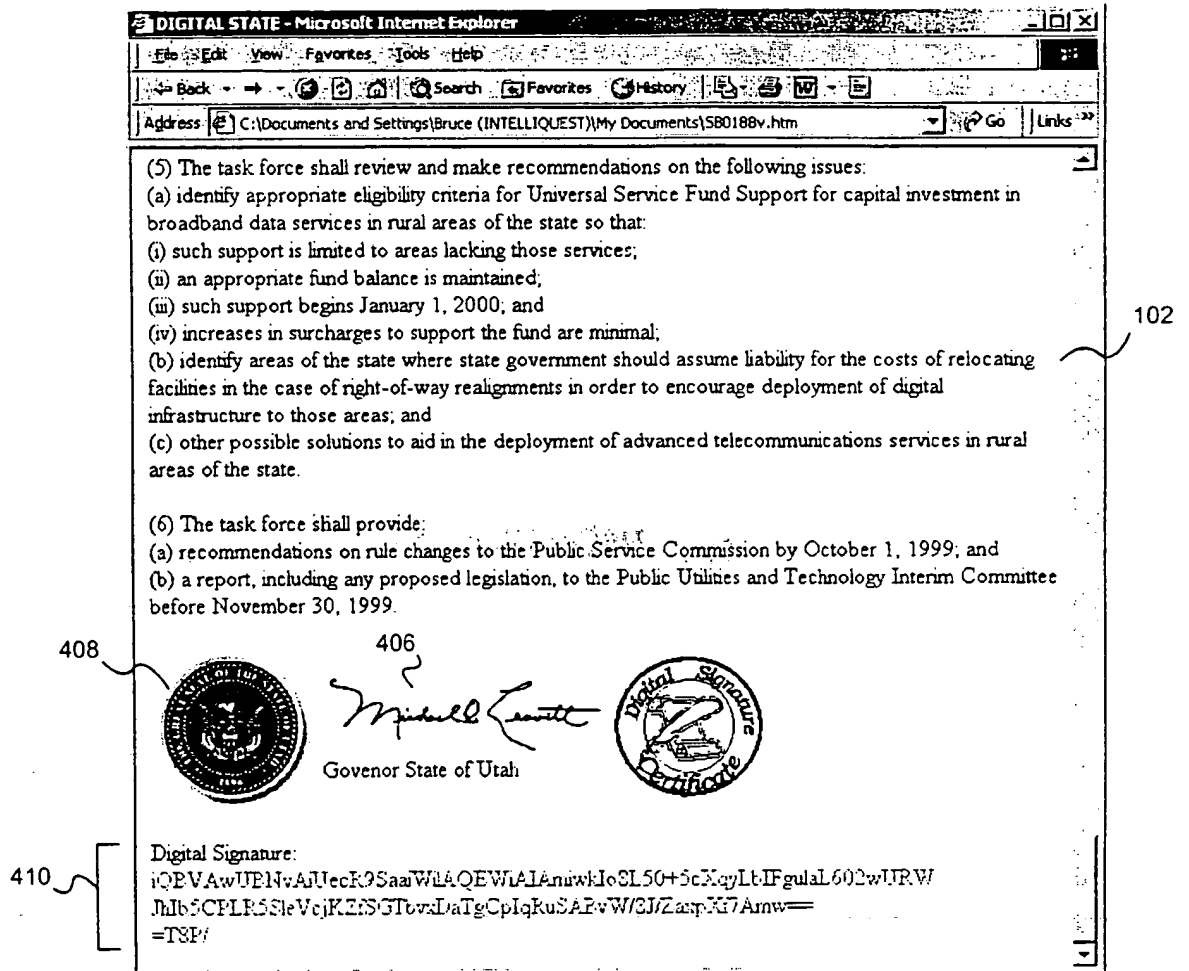 DIGITAL STATE - Microsoft Internet Explorer
File Edit View Favorites Tools Help
Back Search Favorites History
Address C:\Documents and Settings\Bruce (INTELLIQUEST)\My Documents\SB0188v.htm Go Links »
(5) The task force shall review and make recommendations on the following issues:
(a) identify appropriate eligibility criteria for Universal Service Fund Support for capital investment in
broadband data services in rural areas of the state so that:
(i) such support is limited to areas lacking those services;
(ii) an appropriate fund balance is maintained;
(iii) such support begins January 1, 2000; and
(iv) increases in surcharges to support the fund are minimal;
102
(b) identify areas of the state where state government should assume liability for the costs of relocating
facilities in the case of right-of-way realignments in order to encourage deployment of digital
infrastructure to those areas; and
(c) other possible solutions to aid in the deployment of advanced telecommunications services in rural
areas of the state.
(6) The task force shall provide:
(a) recommendations on rule changes to the Public Service Commission by October 1, 1999; and
(b) a report, including any proposed legislation, to the Public Utilities and Technology Interim Committee
before November 30, 1999.
408
406
Michael O Leavitt
Digital Signature Certificate
Govenor State of Utah
Digital Signature:
410
=TSP/